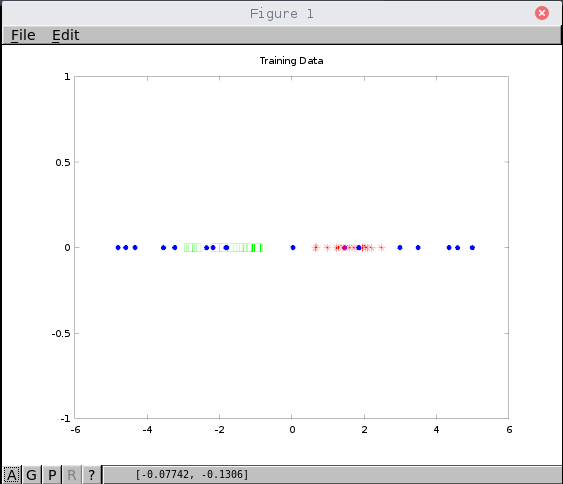 Figure 1
File Edit
Training Data
1
0.5
0
-0.5
-1
-6 -4 -2 0 2 4 6
A G P R ? [-0.07742, -0.1306]